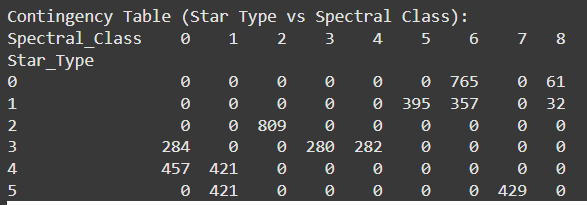 Contingency Table (Star Type vs Spectral Class):
Spectral_Class 0 1 2 3 4 5 6 7 8
Star_Type
0 0 0 0 0 0 0 765 0 61
1 0 0 0 0 0 395 357 0 32
2 0 0 809 0 0 0 0 0 0
3 284 0 0 280 282 0 0 0 0
4 457 421 0 0 0 0 0 0 0
5 0 421 0 0 0 0 0 429 0